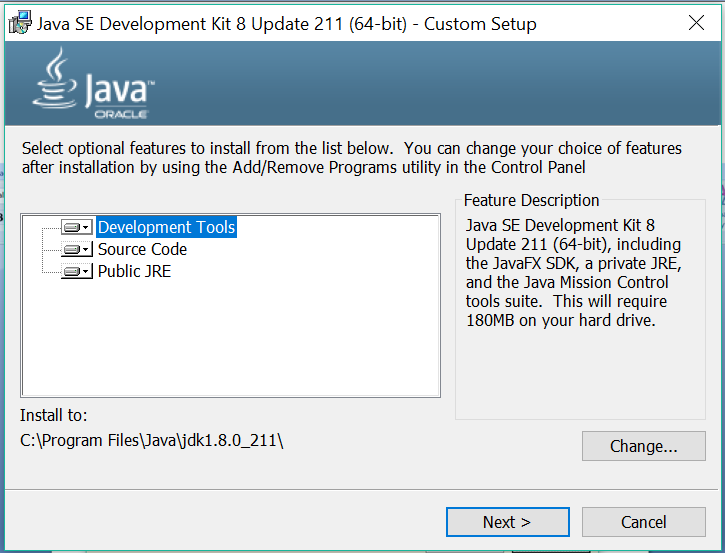 Java SE Development Kit 8 Update 211 (64-bit) - Custom Setup
Java™
ORACLE
Select optional features to install from the list below.  You can change your choice of features
after installation by using the Add/Remove Programs utility in the Control Panel
Development Tools
Source Code
Public JRE
Feature Description
Java SE Development Kit 8
Update 211 (64-bit), including
the JavaFX SDK, a private JRE,
and the Java Mission Control
tools suite.  This will require
180MB on your hard drive.
Install to:
C:\Program Files\Java\jdk1.8.0_211\
Change...
Next >
Cancel